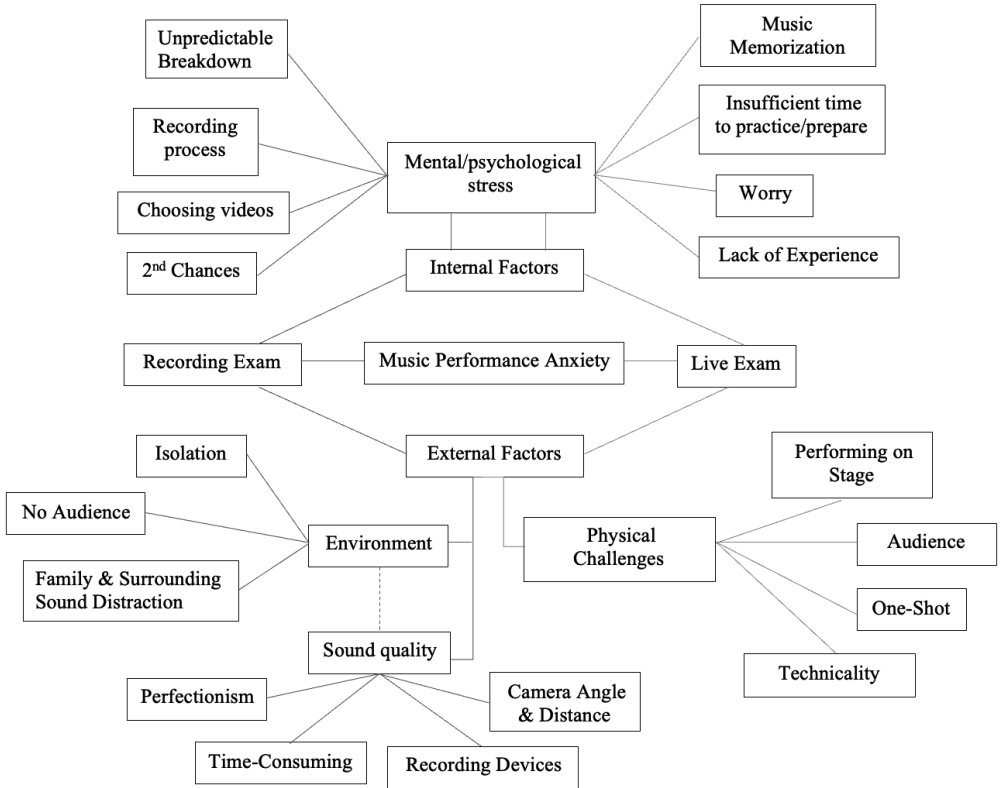 Unpredictable
Breakdown
Music
Memorization
Recording
process
Insufficient time
to practice/prepare
Mental/psychological
stress
Choosing videos
Worry
2nd Chances
Lack of Experience
Internal Factors
Recording Exam
Music Performance Anxiety
Live Exam
External Factors
Isolation
Performing on
Stage
No Audience
Environment
Physical
Challenges
Audience
Family & Surrounding
Sound Distraction
One-Shot
Sound quality
Technicality
Perfectionism
Camera Angle
& Distance
Time-Consuming
Recording Devices